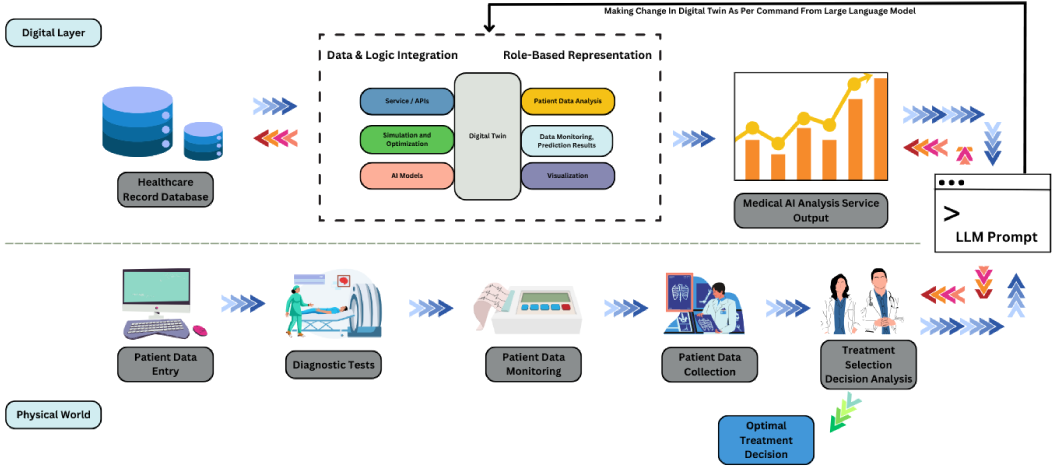 Making Change In Digital Twin As Per Command From Large Language Model
Digital Layer
Data & Logic Integration
Role-Based Representation
Service / APIs
Patient Data Analysis
Simulation and
Optimization
Digital Twin
Data Monitoring,
Prediction Results
AI Models
Visualization
Healthcare
Record Database
Medical AI Analysis Service
Output
>
LLM Prompt
Patient Data
Entry
Diagnostic Tests
Patient Data
Monitoring
Patient Data
Collection
Treatment
Selection
Decision Analysis
Physical World
Optimal
Treatment
Decision